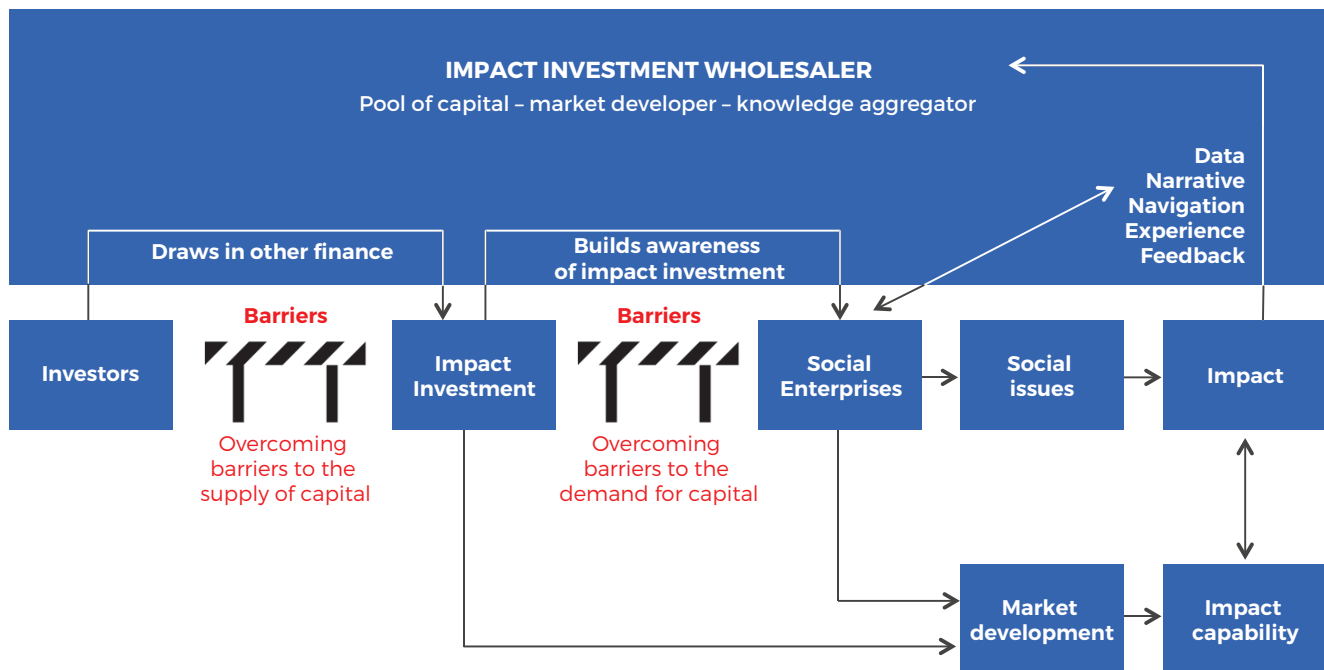 IMPACT INVESTMENT WHOLESALER
Pool of capital – market developer – knowledge aggregator
Data
Narrative
Navigation
Experience
Feedback
Draws in other finance
Builds awareness
of impact investment
Investors
Barriers
Overcoming
barriers to the
supply of capital
Impact
Investment
Barriers
Overcoming
barriers to the
demand for capital
Social
Enterprises
Social
issues
Impact
Market
development
Impact
capability